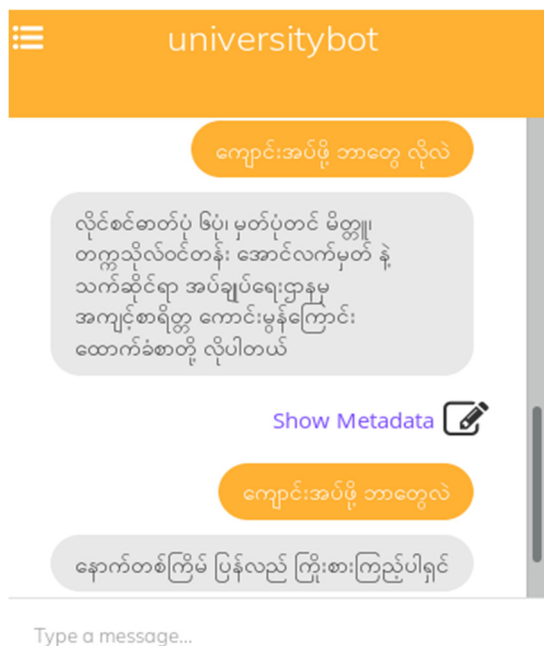 universitybot
ကျောင်းအပ်ဖို့ ဘာတွေ လိုလဲ
လိုင်စင်ဓာတ်ပုံ ၆ပုံ၊ မှတ်ပုံတင် မိတ္တူ၊
တက္ကသိုလ်ဝင်တန်း အောင်လက်မှတ် နဲ့
သက်ဆိုင်ရာ အပ်ချုပ်ရေးဌာနမှ
အကျင့်စာရိတ္တ ကောင်းမွန်ကြောင်း
ထောက်ခံစာတို့ လိုပါတယ်
Show Metadata
ကျောင်းအပ်ဖို့ ဘာတွေလဲ
နောက်တစ်ကြိမ် ပြန်လည် ကြိုးစားကြည့်ပါရှင်
Type a message...